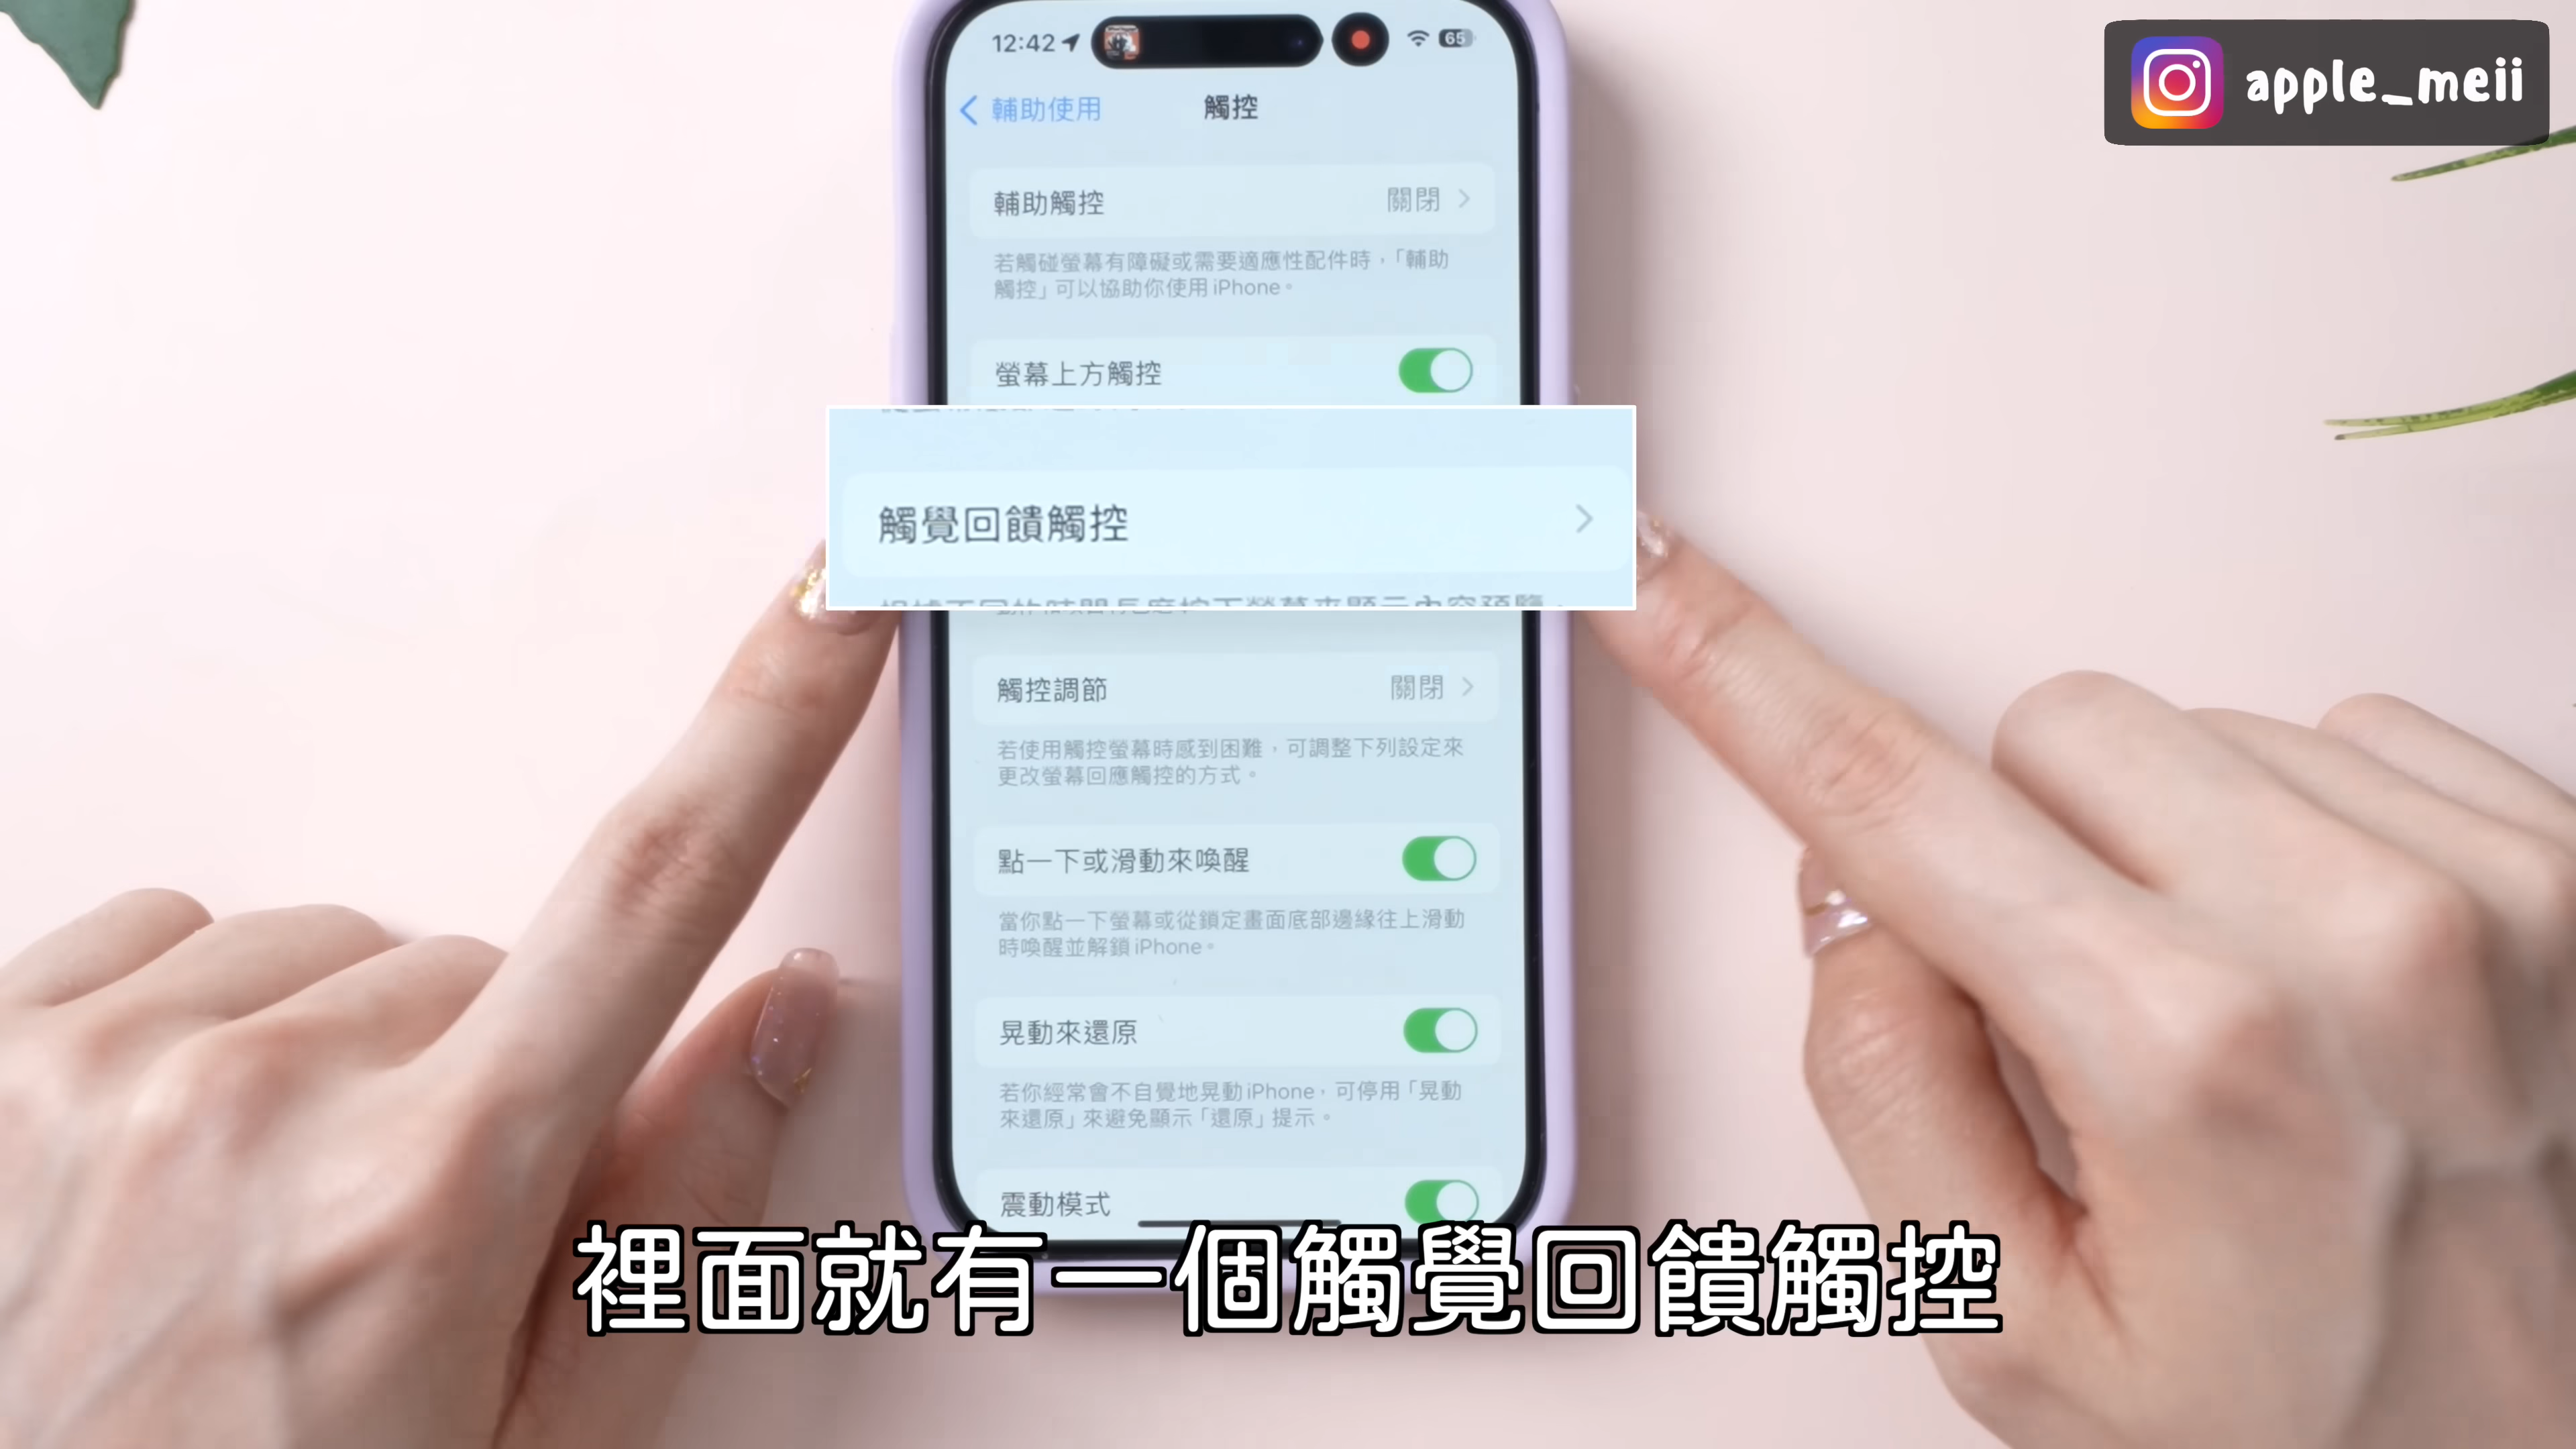 12:42
65
apple_meii
輔助使用
觸控
輔助觸控
關閉
若觸碰螢幕有障礙或需要適應性配件時，「輔助
觸控」可以協助你使用 iPhone。
螢幕上方觸控
觸覺回饋觸控
觸控調節
關閉
若使用觸控螢幕時感到困難，可調整下列設定來
更改螢幕回應觸控的方式。
點一下或滑動來喚醒
當你點一下螢幕或從鎖定畫面底部邊緣往上滑動
時喚醒並解鎖 iPhone。
晃動來還原
若你經常會不自覺地晃動 iPhone，可停用「晃動
來還原」來避免顯示「還原」提示。
震動模式
裡面就有一個觸覺回饋觸控